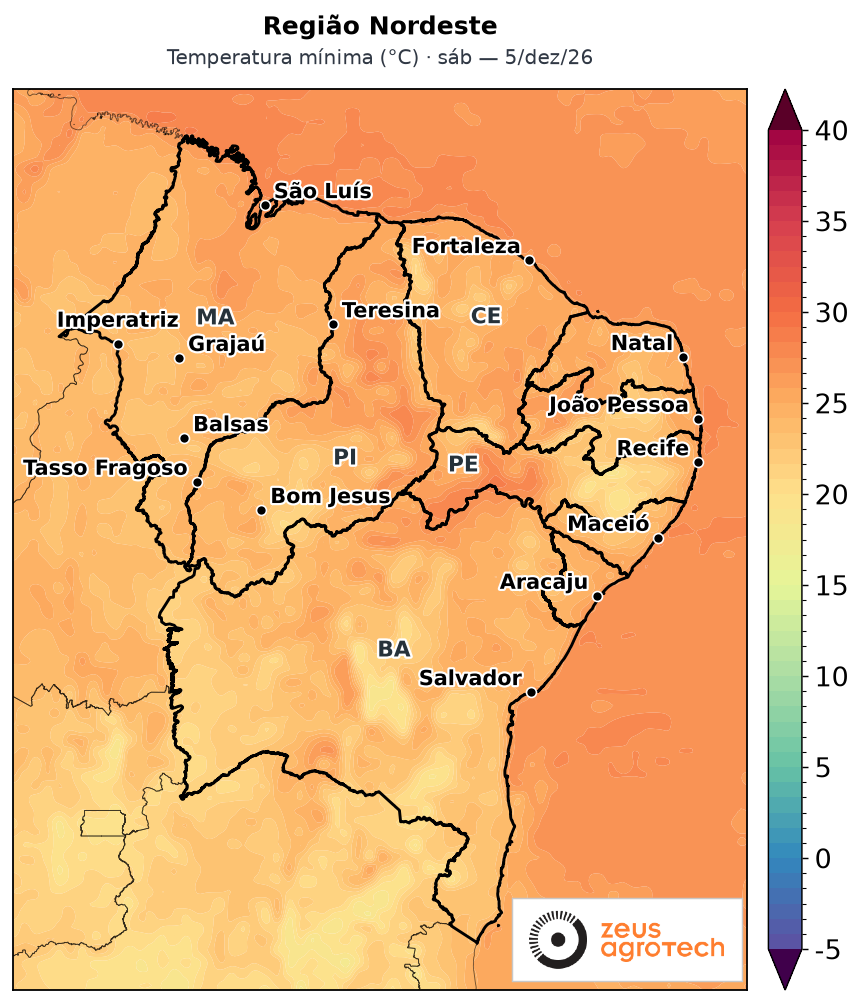 Região Nordeste
Temperatura mínima (°C) · sáb — 5/dez/26
São Luís
Fortaleza
Imperatriz
MA
Teresina
CE
Grajaú
Natal
João Pessoa
Balsas
Recife
Tasso Fragoso
PI
PE
Bom Jesus
Maceió
Aracaju
BA
Salvador
40
35
30
25
20
15
10
5
0
-5
zeus
agrotech